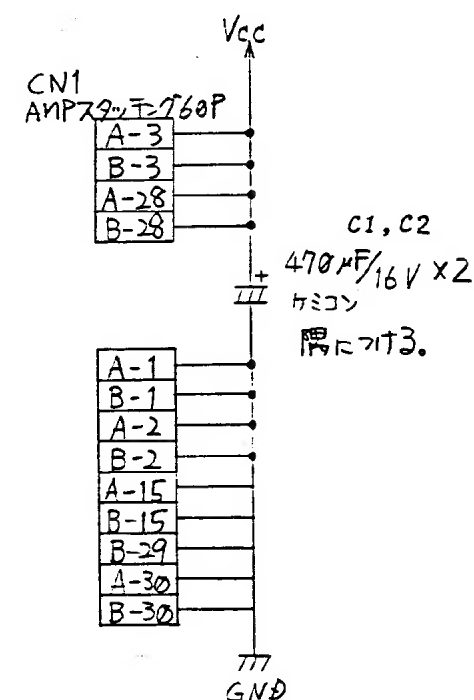 Vcc
CN1
AMPスタッキング60P
A-3
B-3
A-28
B-28
C1, C2
+
470μF/16V ×2
ケミコン
隅につける。
A-1
B-1
A-2
B-2
A-15
B-15
B-29
A-30
B-30
GND